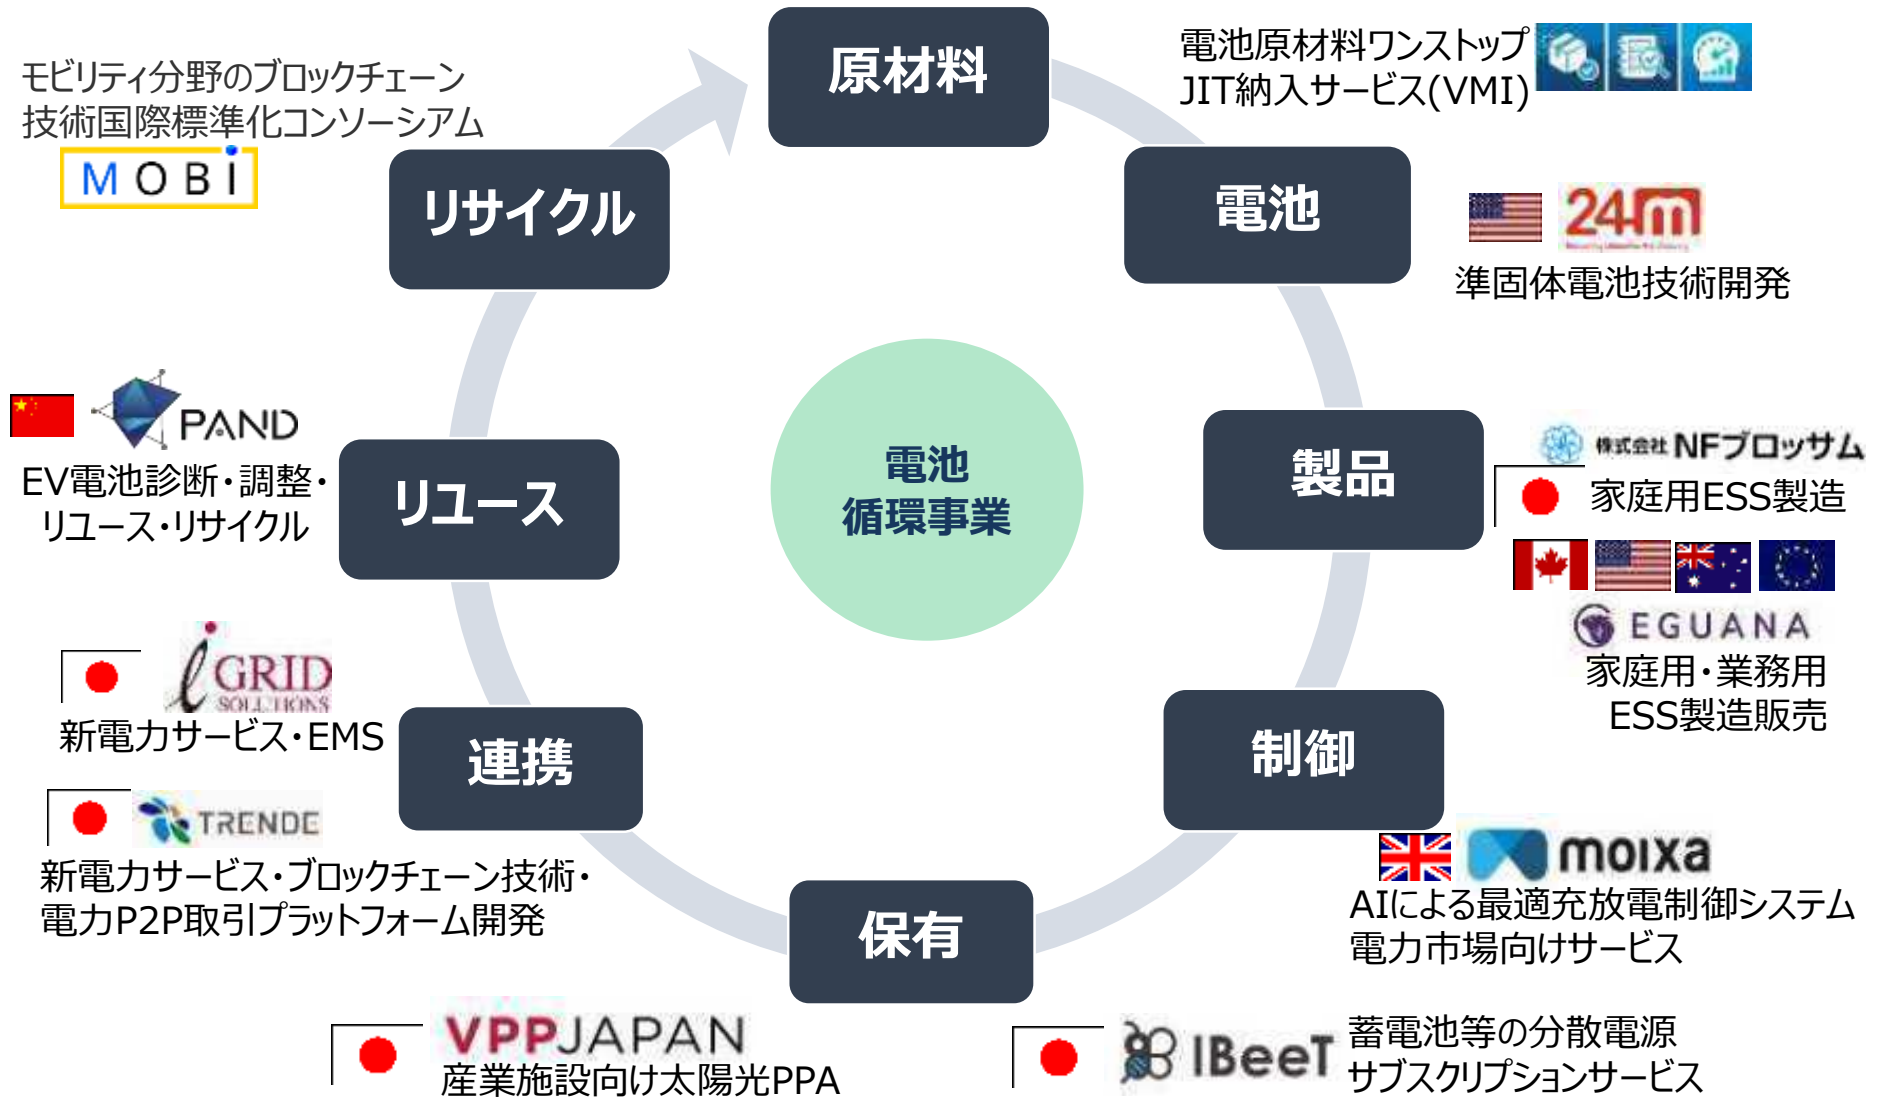 原材料
電池原材料ワンストップ
JIT納入サービス(VMI)
電池
24m
準固体電池技術開発
製品
株式会社 NFブロッサム
家庭用ESS製造
EGUANA
家庭用・業務用
ESS製造販売
制御
moixa
AIによる最適充放電制御システム
電力市場向けサービス
保有
IBeeT
蓄電池等の分散電源
サブスクリプションサービス
VPPJAPAN
産業施設向け太陽光PPA
連携
iGRID
SOLUTIONS
新電力サービス・EMS
TRENDE
新電力サービス・ブロックチェーン技術・
電力P2P取引プラットフォーム開発
リユース
PAND
EV電池診断・調整・
リユース・リサイクル
リサイクル
モビリティ分野のブロックチェーン
技術国際標準化コンソーシアム
MOBi
電池
循環事業